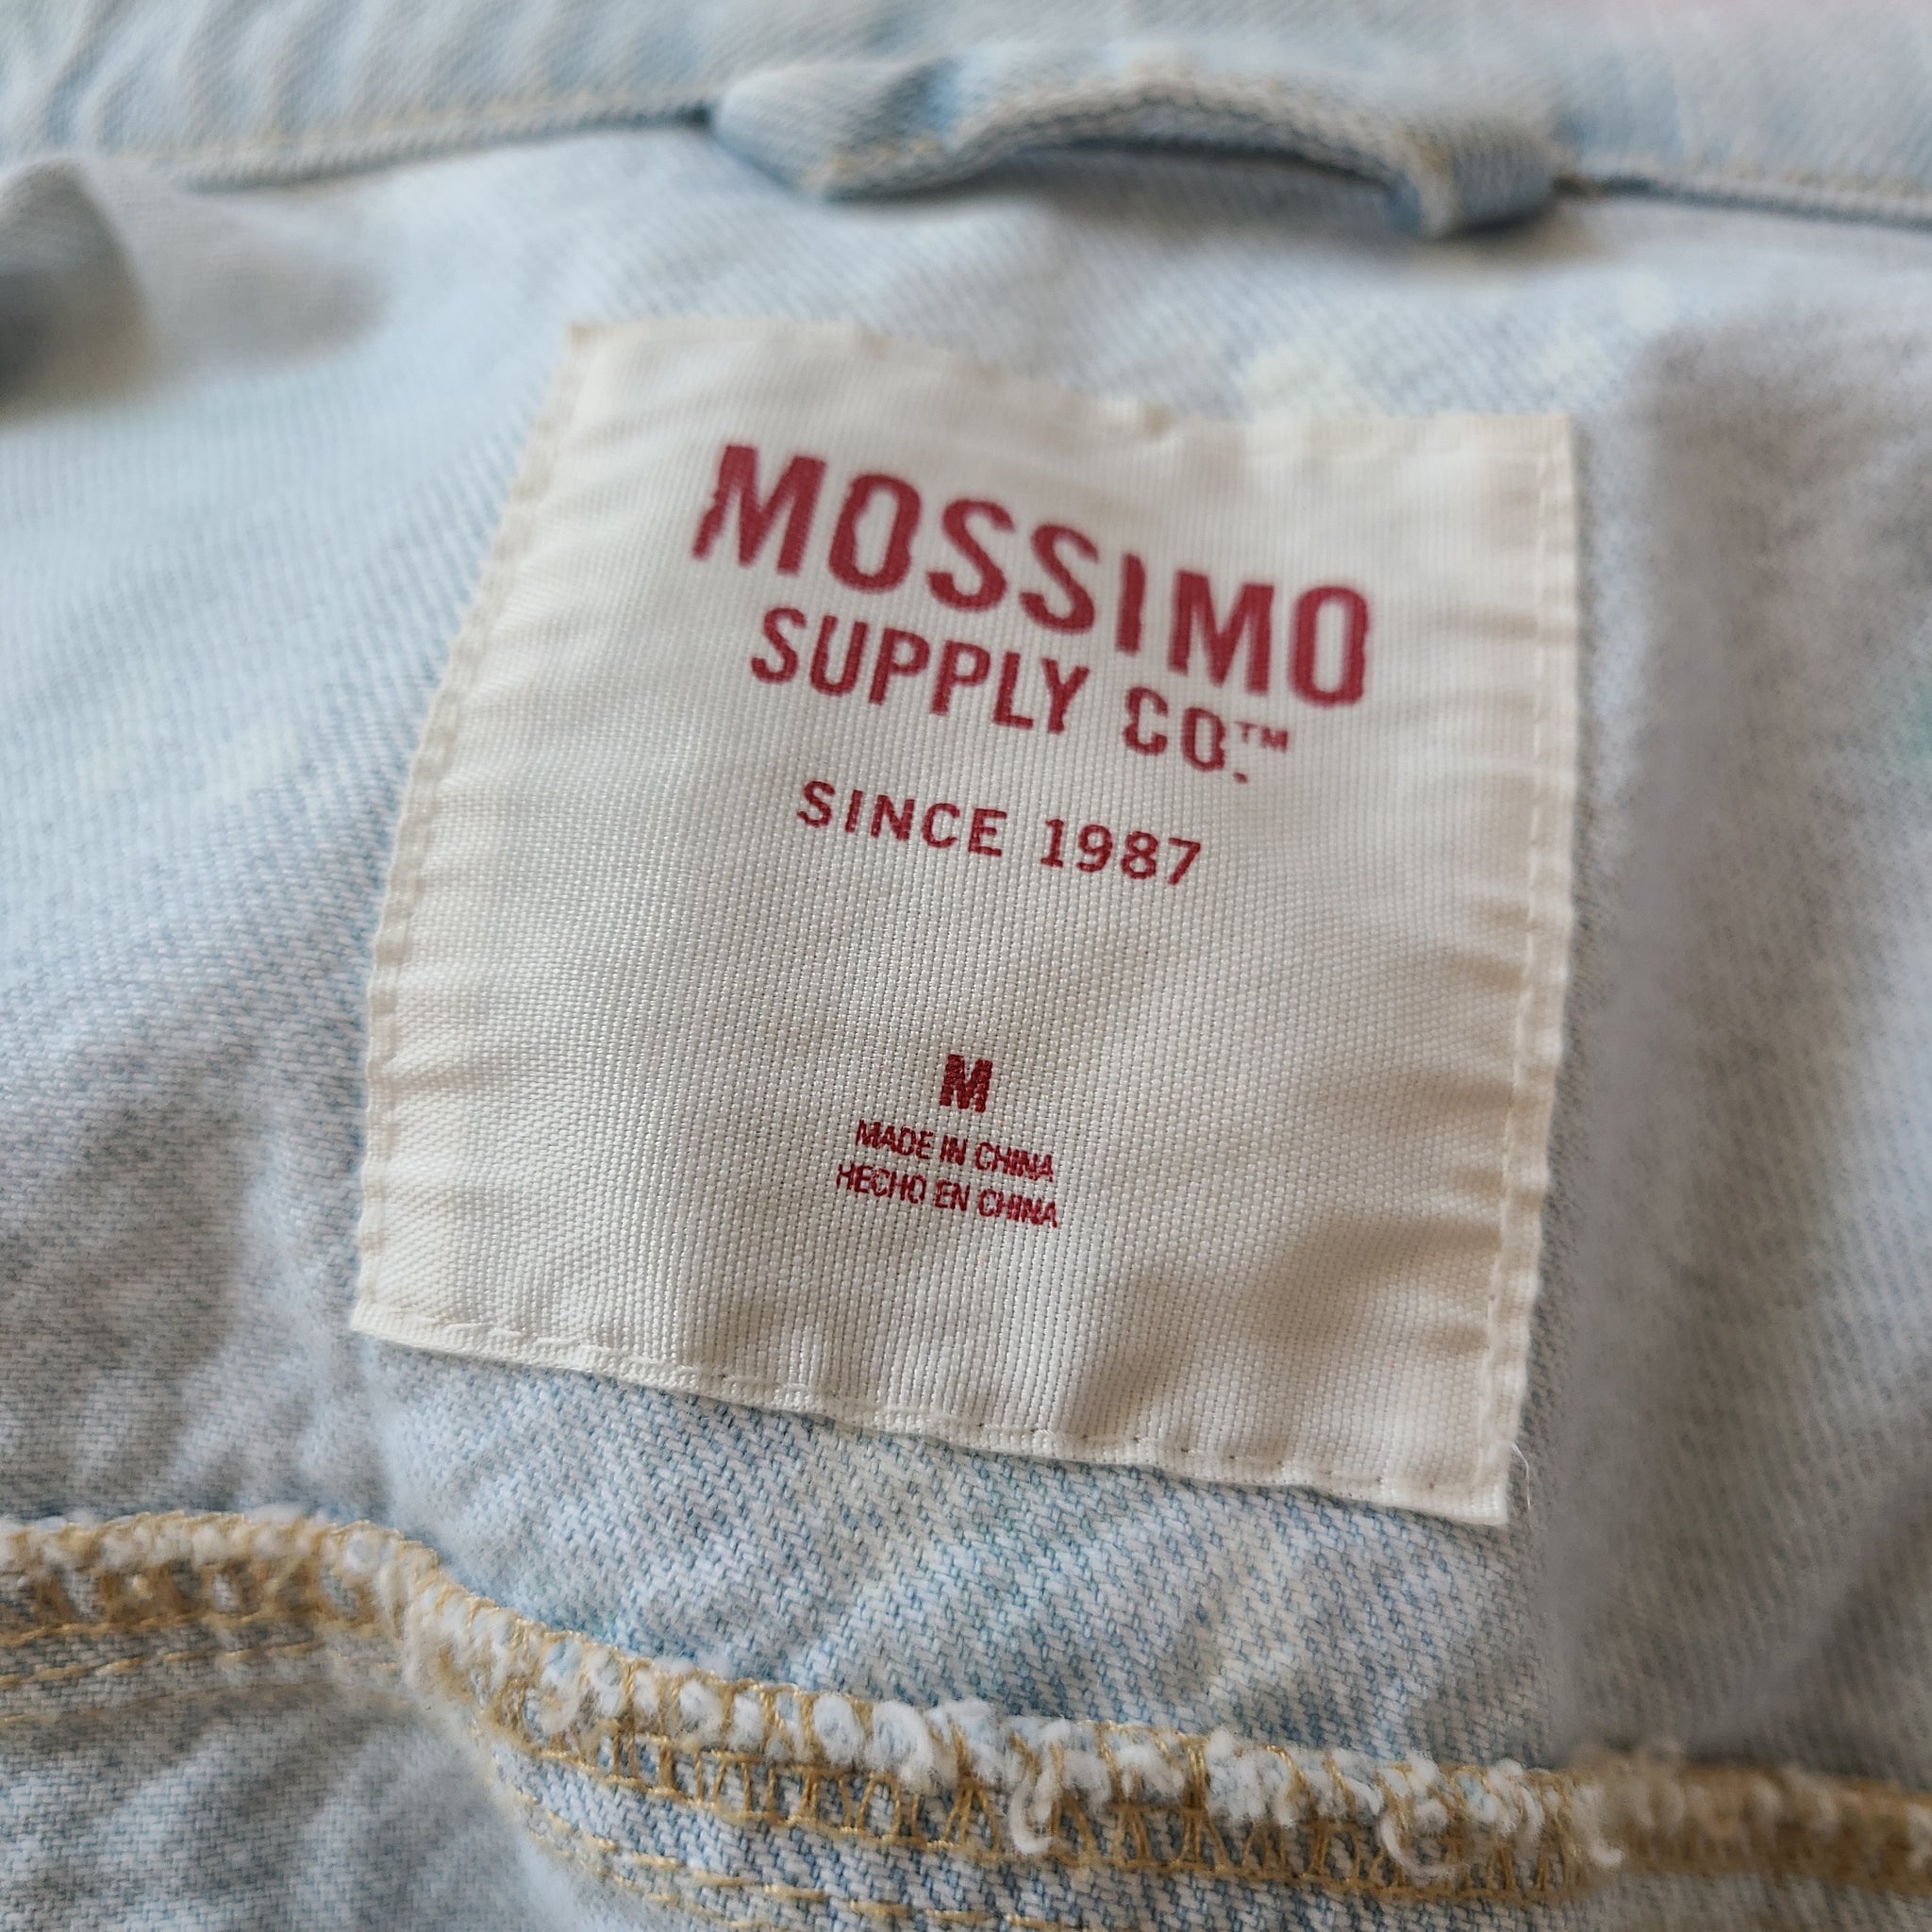 MOSSIMO
SUPPLY CO.™
SINCE 1987
M
MADE IN CHINA
HECHO EN CHINA